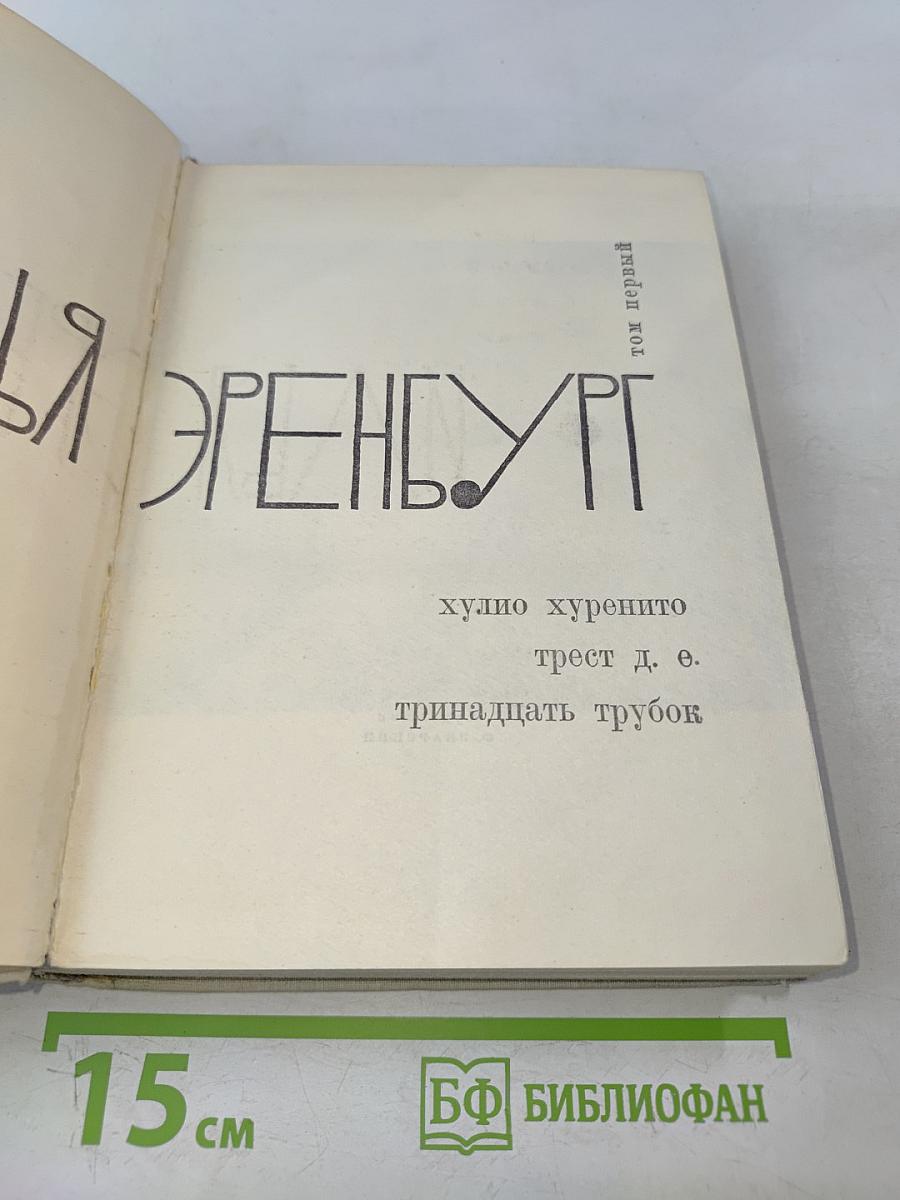 ья
том первый
ЭРЕНБУРГ
хулио хуренито
трест д. е.
тринадцать трубок
15 см
БФ БИБЛИОФАН